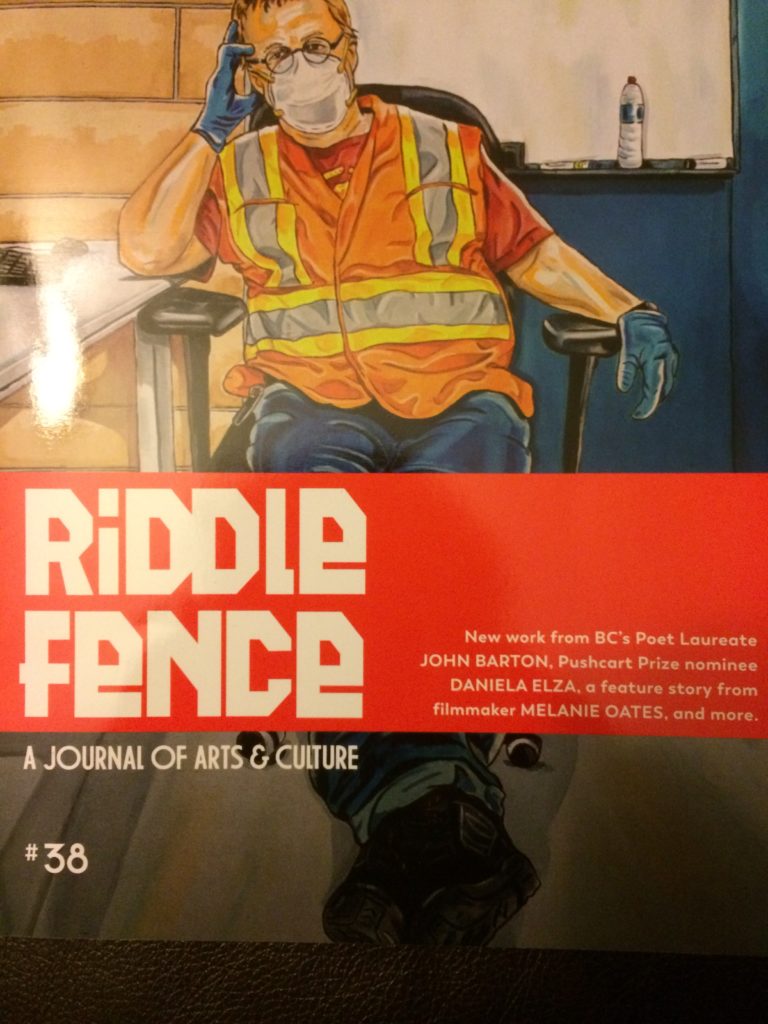 RiDDLe
FeNCe
New work from BC's Poet Laureate
JOHN BARTON, Pushcart Prize nominee
DANIELA ELZA, a feature story from
filmmaker MELANIE OATES, and more.
A JOURNAL OF ARTS & CULTURE
#38